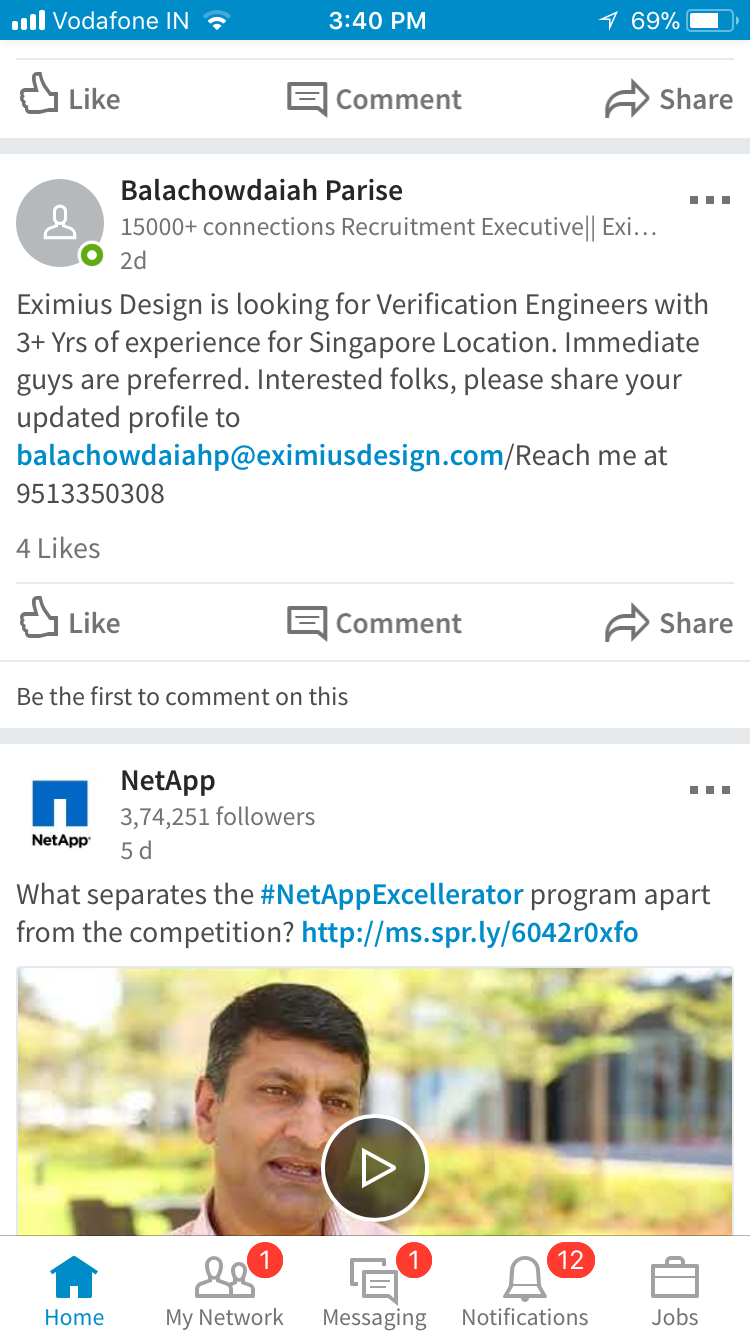 Vodafone IN 3:40 PM 69%
Like Comment Share
Balachowdaiah Parise
15000+ connections Recruitment Executive|| Exi...
2d
Eximius Design is looking for Verification Engineers with
3+ Yrs of experience for Singapore Location. Immediate
guys are preferred. Interested folks, please share your
updated profile to
balachowdaiahp@eximiusdesign.com/Reach me at
9513350308
4 Likes
Like Comment Share
Be the first to comment on this
NetApp
3,74,251 followers
NetApp
5 d
What separates the #NetAppExcellerator program apart
from the competition? http://ms.spr.ly/6042r0xfo
1 1 12
Home My Network Messaging Notifications Jobs